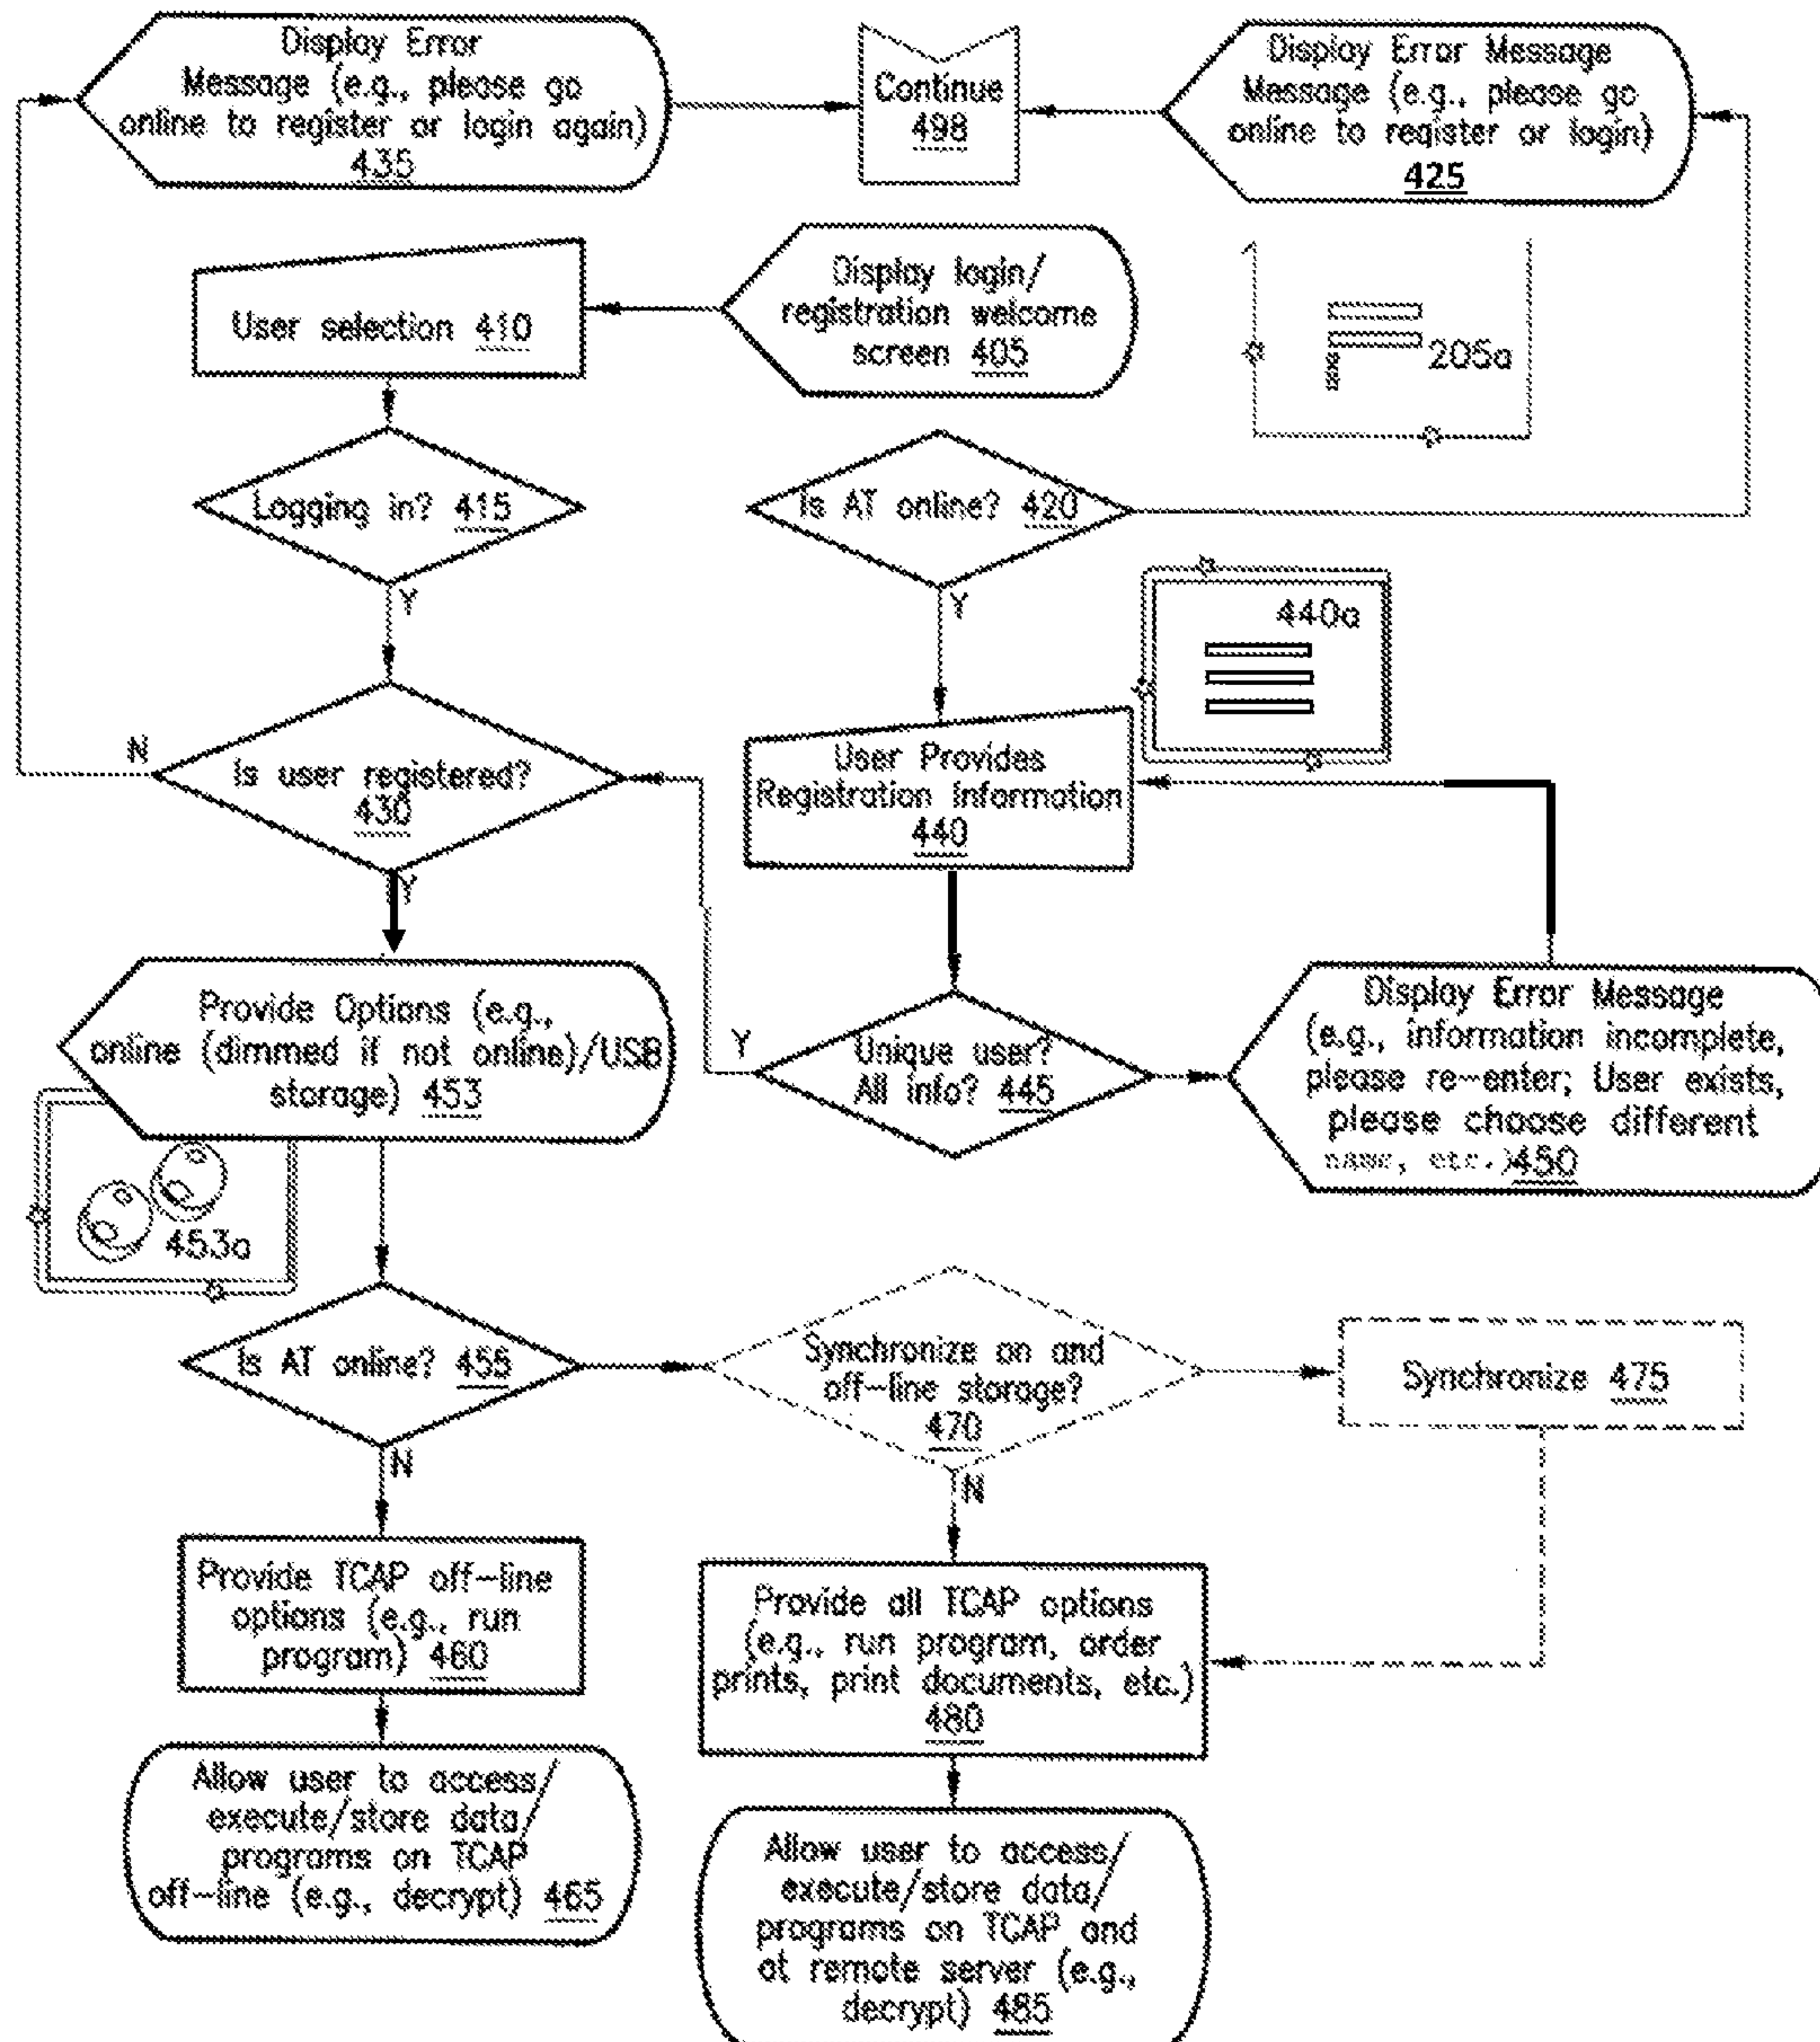 Display Error
Message (e.g., please go
online to register or login again)
435
Continue
498
Display Error Message
Message (e.g., please go
online to register or login)
425
User selection 410
Display login/
registration welcome
screen 405
205a
Logging in? 415
Y
Is AT online? 420
Y
440a
N
Is user registered?
430
Y
User Provides
Registration Information
440
Provide Options (e.g.,
online (dimmed if not online)/USB
storage) 453
453a
Y
Unique user?
All info? 445
Display Error Message
(e.g., information incomplete,
please re-enter; User exists,
please choose different
name, etc.) 450
Is AT online? 455
N
Synchronize on and
off-line storage?
470
N
Synchronize 475
Provide TCAP off-line
options (e.g., run
program) 460
Provide all TCAP options
(e.g., run program, order
prints, print documents, etc.)
480
Allow user to access/
execute/store data/
programs on TCAP
off-line (e.g., decrypt) 465
Allow user to access/
execute/store data/
programs on TCAP and
at remote server (e.g.,
decrypt) 485